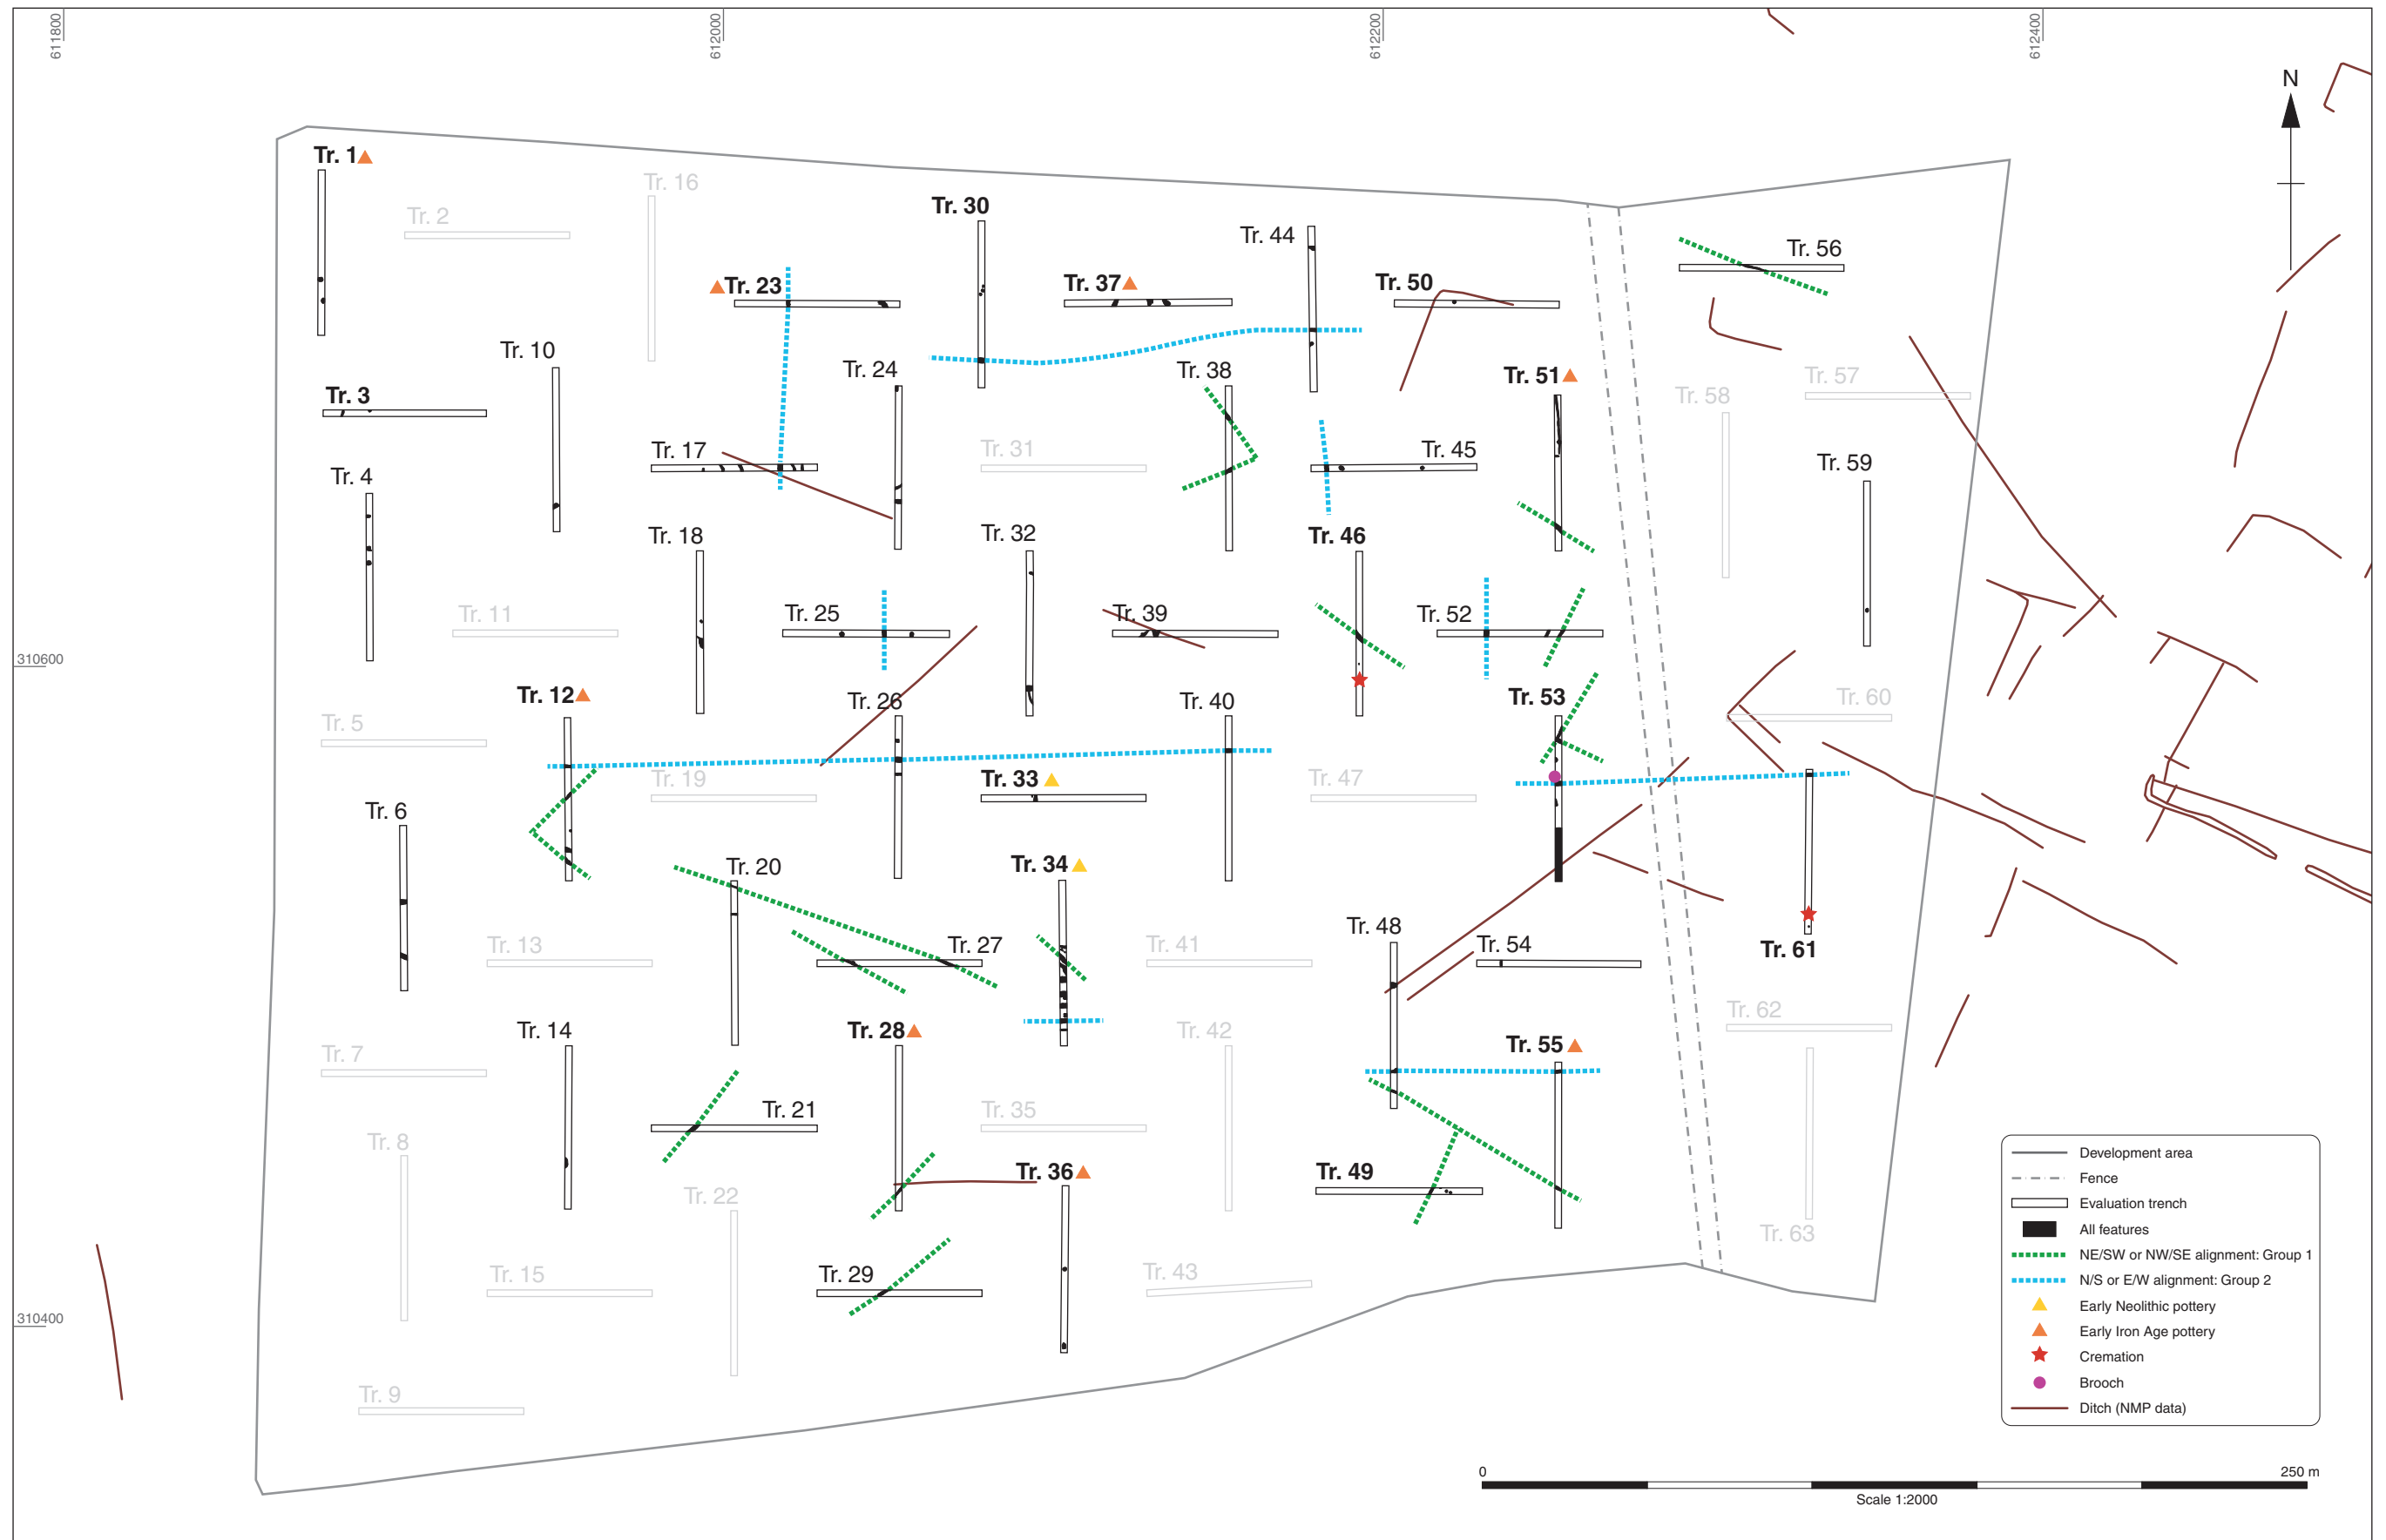 611800
612000
612200
612400
N
Tr. 1
Tr. 16
Tr. 2
Tr. 30
Tr. 44
Tr. 56
Tr. 23
Tr. 37
Tr. 50
Tr. 10
Tr. 24
Tr. 38
Tr. 51
Tr. 57
Tr. 58
Tr. 3
Tr. 17
Tr. 31
Tr. 45
Tr. 59
Tr. 4
Tr. 18
Tr. 32
Tr. 46
Tr. 11
Tr. 25
Tr. 39
Tr. 52
310600
Tr. 12
Tr. 26
Tr. 40
Tr. 53
Tr. 60
Tr. 5
Tr. 19
Tr. 33
Tr. 47
Tr. 6
Tr. 20
Tr. 34
Tr. 48
Tr. 13
Tr. 27
Tr. 41
Tr. 54
Tr. 61
Tr. 62
Tr. 14
Tr. 28
Tr. 42
Tr. 55
Tr. 7
Tr. 21
Tr. 35
Tr. 8
Tr. 22
Tr. 36
Tr. 49
Tr. 63
Tr. 15
Tr. 29
Tr. 43
310400
Tr. 9
Development area
Fence
Evaluation trench
All features
NE/SW or NW/SE alignment: Group 1
N/S or E/W alignment: Group 2
Early Neolithic pottery
Early Iron Age pottery
Cremation
Brooch
Ditch (NMP data)
0
250 m
Scale 1:2000